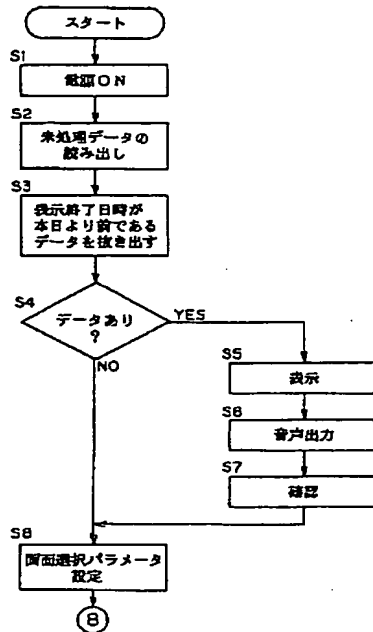 スタート
S1
電源ON
S2
未処理データの
読み出し
S3
表示終了日時が
本日より前である
データを抜き出す
S4
データあり
?
YES
NO
S5
表示
S6
音声出力
S7
確認
S8
画面選択パラメータ
設定
8